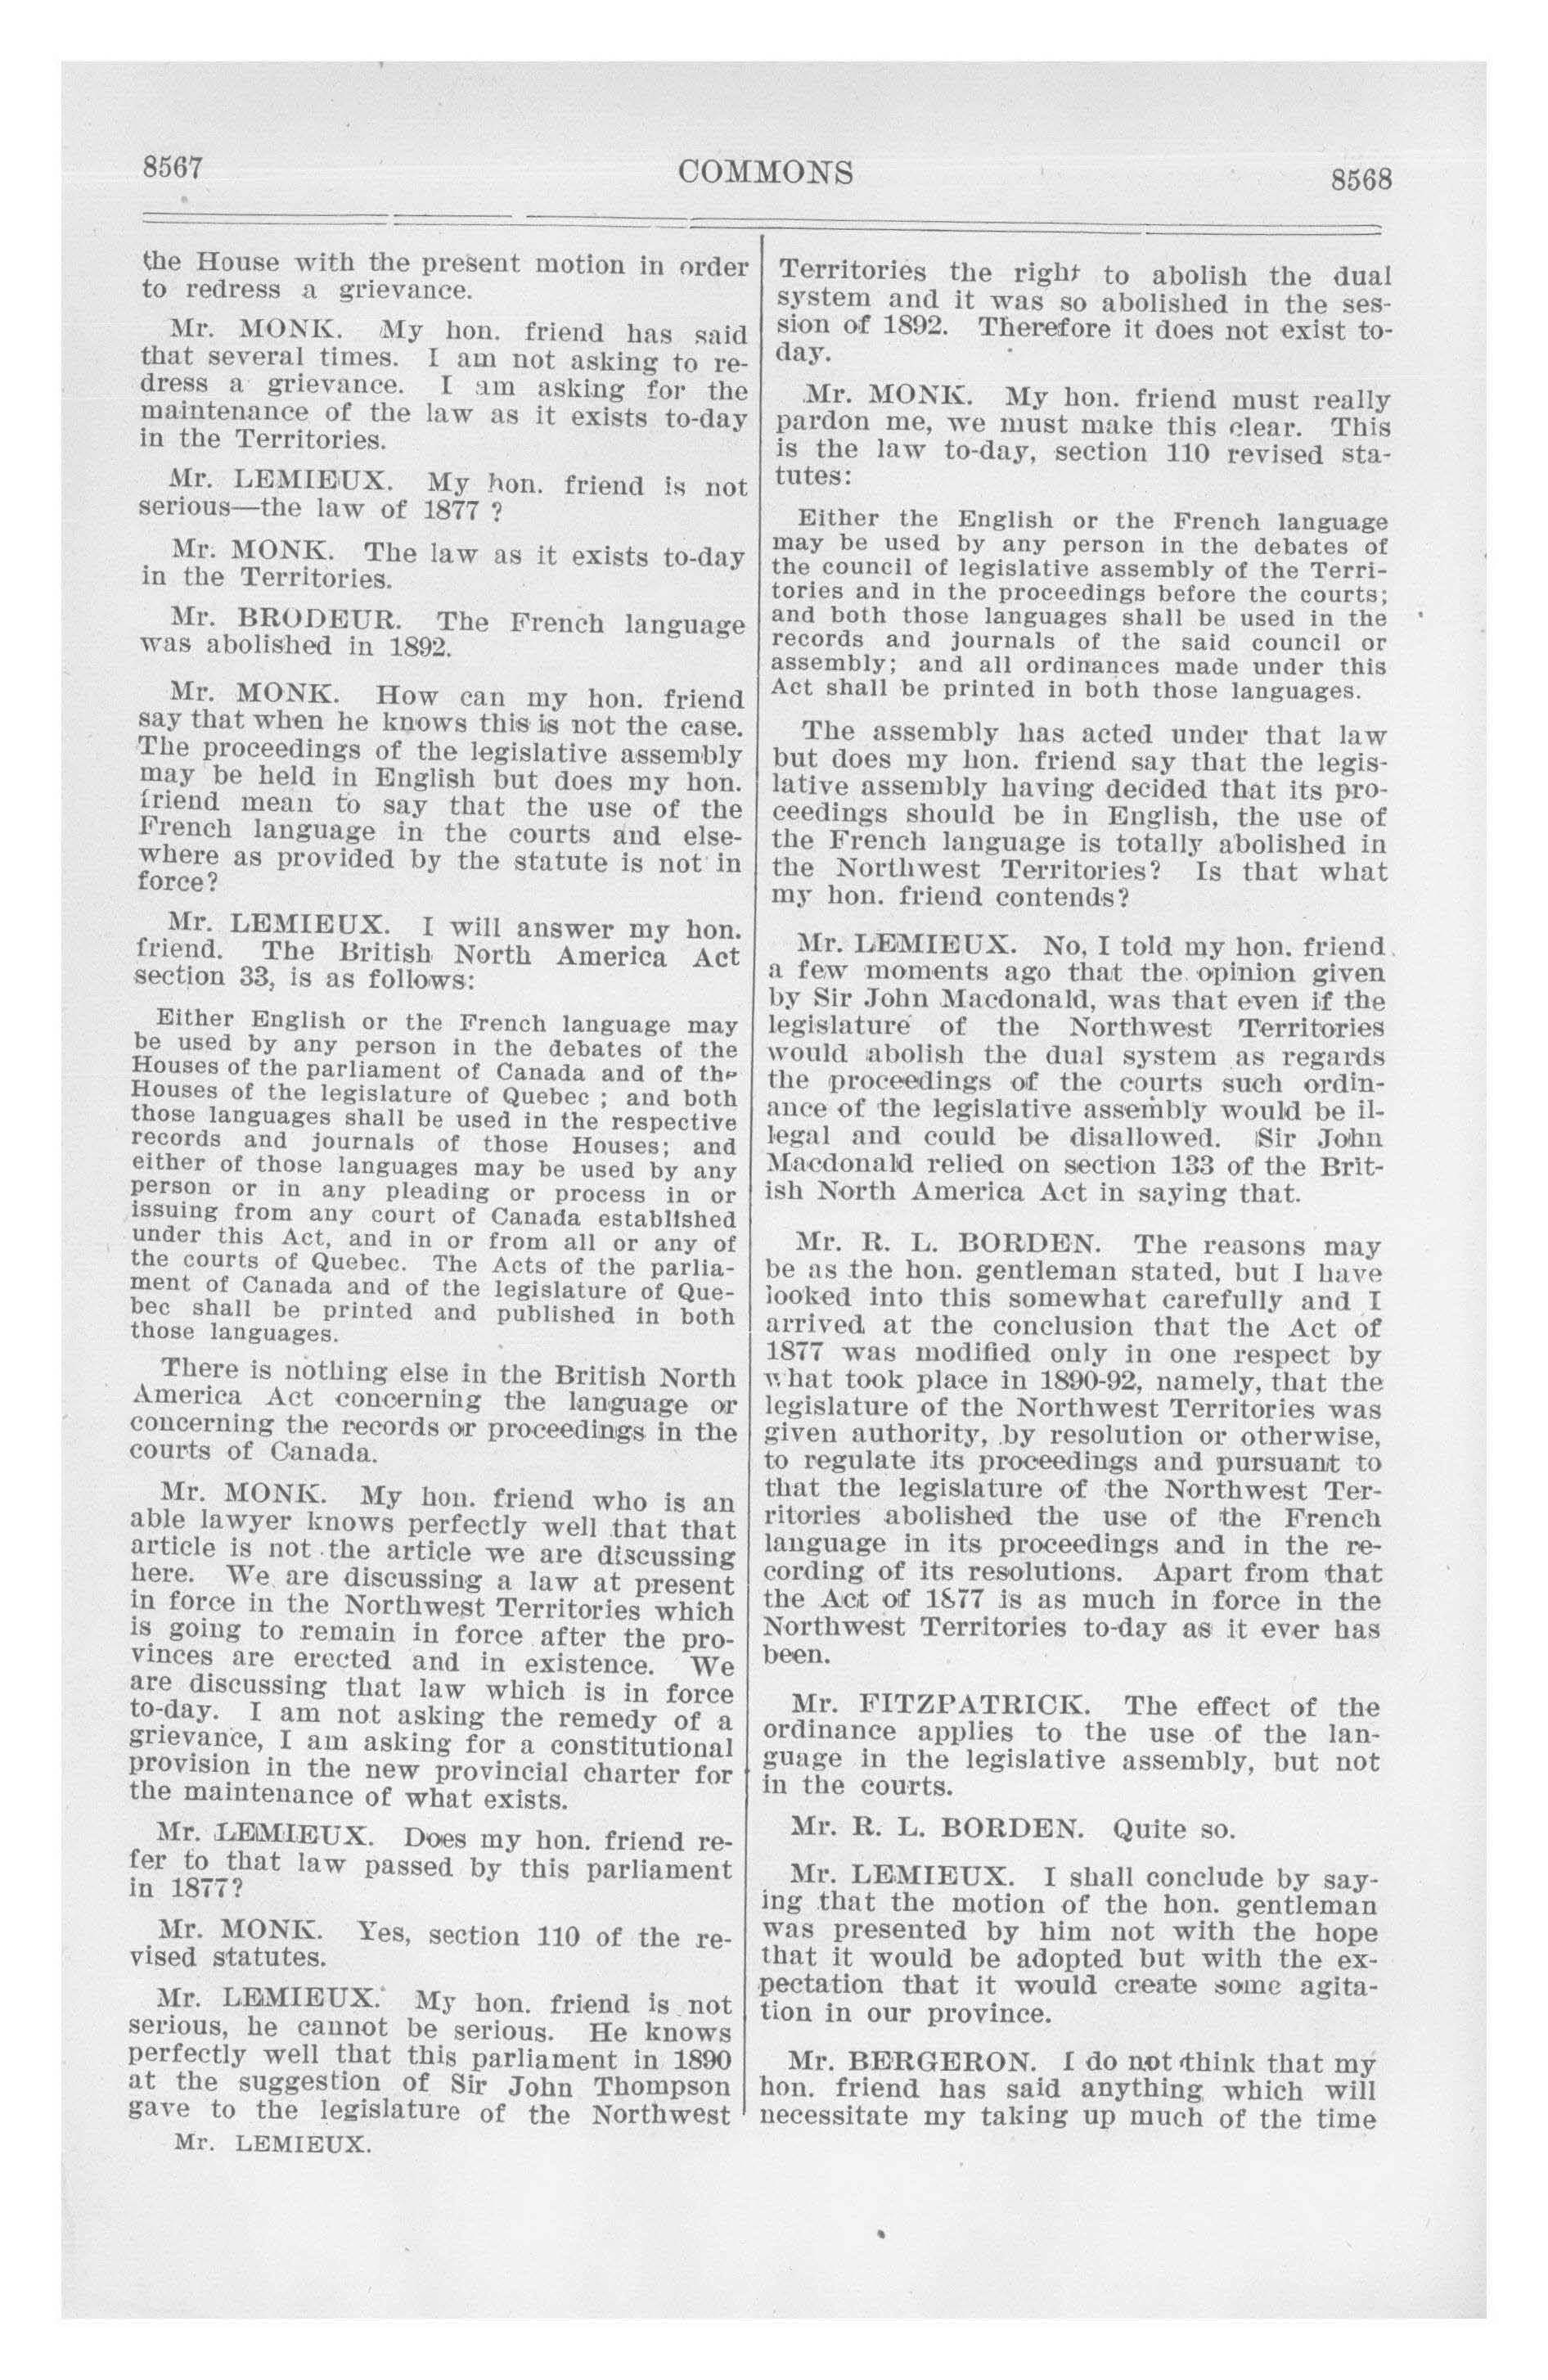 8567
COMMONS
8568
the House with the present motion in order
to redress a grievance.
Mr. MONK. My hon. friend has said
that several times. I am not asking to re-
dress a grievance. I am asking for the
maintenance of the law as it exists to-day
in the Territories.
Mr. LEMIEUX. My hon. friend is not
serious—the law of 1877 ?
Mr. MONK. The law as it exists to-day
in the Territories.
Mr. BRODEUR. The French language
was abolished in 1892.
Mr. MONK. How can my hon. friend
say that when he knows this is not the case.
The proceedings of the legislative assembly
may be held in English but does my hon.
friend mean to say that the use of the
French language in the courts and else-
where as provided by the statute is not in
force?
Mr. LEMIEUX. I will answer my hon.
friend. The British North America Act
section 33, is as follows:
Either English or the French language may
be used by any person in the debates of the
Houses of the parliament of Canada and of the
Houses of the legislature of Quebec ; and both
those languages shall be used in the respective
records and journals of those Houses; and
either of those languages may be used by any
person or in any pleading or process in or
issuing from any court of Canada established
under this Act, and in or from all or any of
the courts of Quebec. The Acts of the parlia-
ment of Canada and of the legislature of Que-
bec shall be printed and published in both
those languages.
There is nothing else in the British North
America Act concerning the language or
concerning the records or proceedings in the
courts of Canada.
Mr. MONK. My hon. friend who is an
able lawyer knows perfectly well that that
article is not the article we are discussing
here. We are discussing a law at present
in force in the Northwest Territories which
is going to remain in force after the pro-
vinces are erected and in existence. We
are discussing that law which is in force
to-day. I am not asking the remedy of a
grievance, I am asking for a constitutional
provision in the new provincial charter for
the maintenance of what exists.
Mr. LEMIEUX. Does my hon. friend re-
fer to that law passed by this parliament
in 1877?
Mr. MONK. Yes, section 110 of the re-
vised statutes.
Mr. LEMIEUX. My hon. friend is not
serious, he cannot be serious. He knows
perfectly well that this parliament in 1890
at the suggestion of Sir John Thompson
gave to the legislature of the Northwest
Mr. LEMIEUX.
Territories the right to abolish the dual
system and it was so abolished in the ses-
sion of 1892. Therefore it does not exist to-
day.
Mr. MONK. My hon. friend must really
pardon me, we must make this clear. This
is the law to-day, section 110 revised sta-
tutes:
Either the English or the French language
may be used by any person in the debates of
the council of legislative assembly of the Terri-
tories and in the proceedings before the courts;
and both those languages shall be used in the
records and journals of the said council or
assembly; and all ordinances made under this
Act shall be printed in both those languages.
The assembly has acted under that law
but does my hon. friend say that the legis-
lative assembly having decided that its pro-
ceedings should be in English, the use of
the French language is totally abolished in
the Northwest Territories? Is that what
my hon. friend contends?
Mr. LEMIEUX. No, I told my hon. friend
a few moments ago that the opinion given
by Sir John Macdonald, was that even if the
legislature of the Northwest Territories
would abolish the dual system as regards
the proceedings of the courts such ordin-
ance of the legislative assembly would be il-
legal and could be disallowed. Sir John
Macdonald relied on section 133 of the Brit-
ish North America Act in saying that.
Mr. R. L. BORDEN. The reasons may
be as the hon. gentleman stated, but I have
looked into this somewhat carefully and I
arrived at the conclusion that the Act of
1877 was modified only in one respect by
what took place in 1890-92, namely, that the
legislature of the Northwest Territories was
given authority, by resolution or otherwise,
to regulate its proceedings and pursuant to
that the legislature of the Northwest Ter-
ritories abolished the use of the French
language in its proceedings and in the re-
cording of its resolutions. Apart from that
the Act of 1877 is as much in force in the
Northwest Territories to-day as it ever has
been.
Mr. FITZPATRICK. The effect of the
ordinance applies to the use of the lan-
guage in the legislative assembly, but not
in the courts.
Mr. R. L. BORDEN. Quite so.
Mr. LEMIEUX. I shall conclude by say-
ing that the motion of the hon. gentleman
was presented by him not with the hope
that it would be adopted but with the ex-
pectation that it would create some agita-
tion in our province.
Mr. BERGERON. I do not think that my
hon. friend has said anything which will
necessitate my taking up much of the time